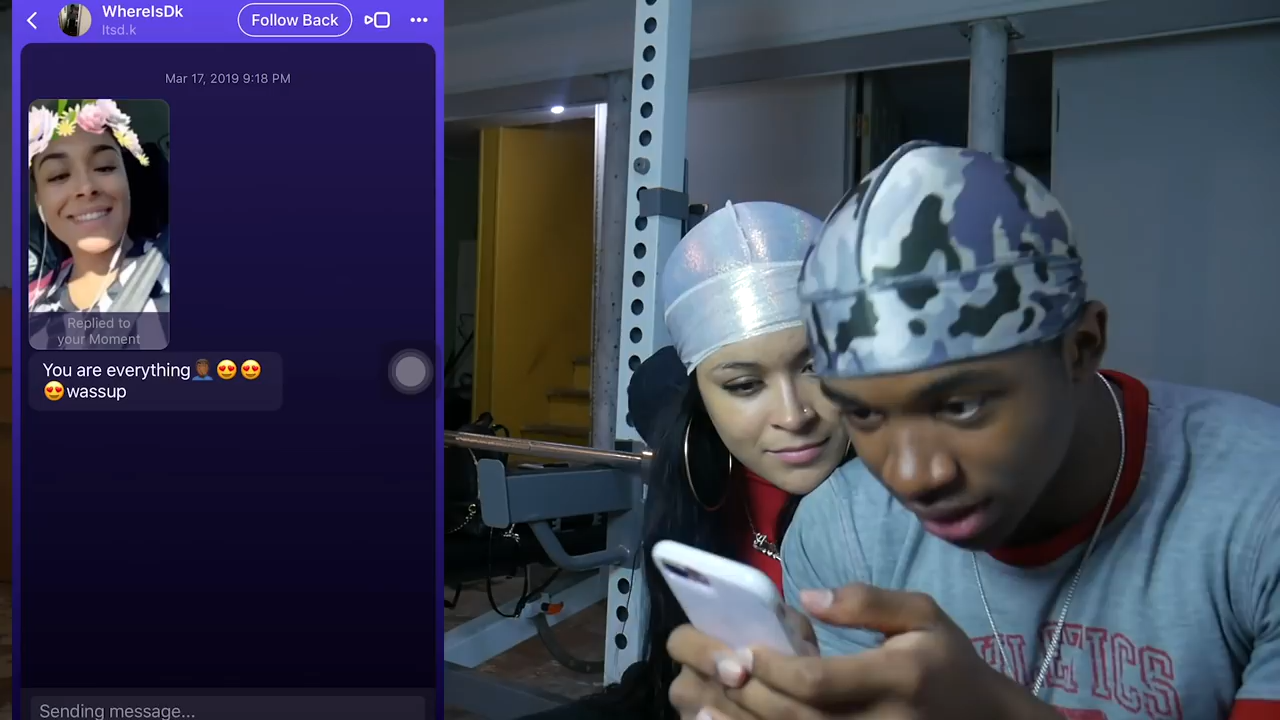 WhereIsDk
ltsd.k
Follow Back
Mar 17, 2019 9:18 PM
Replied to
your Moment
You are everything🤦🏾‍♂️😍😍
😍wassup
Sending message...